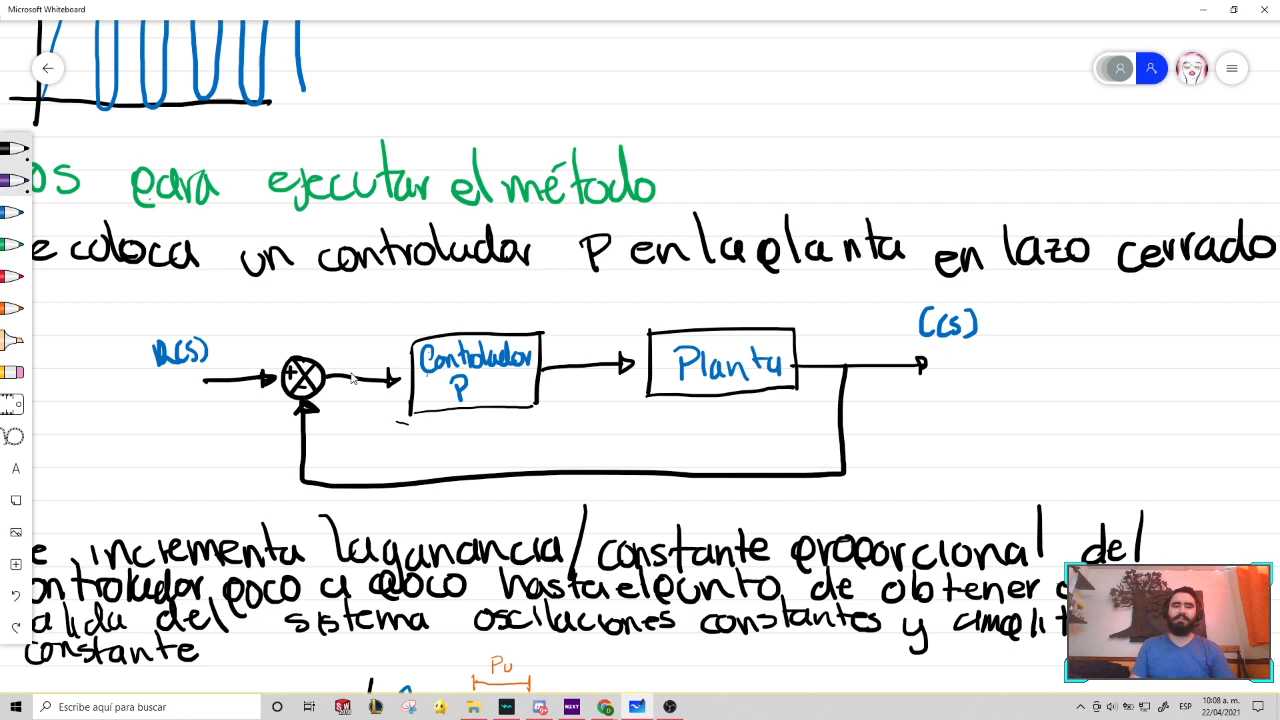 Microsoft Whiteboard
os para ejecutar el método
e coloca un controlador P en la planta en lazo cerrado
R(s)
+
-
Controlador
P
Planta
C(s)
e incrementa la ganancia/constante proporcional del
ontrolador poco a poco hasta el punto de obtener
alida del sistema oscilaciones constantes y amplit
constante
Pu
A
Escribe aquí para buscar
ESP
10:08 a. m.
22/04/2021